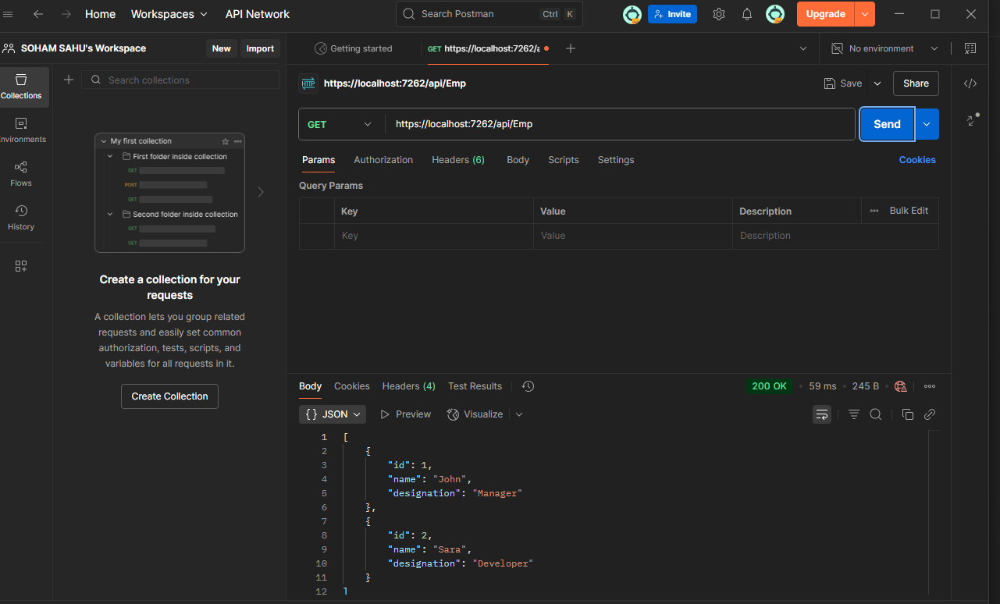 Home Workspaces API Network Search Postman Ctrl K Invite Upgrade
SOHAM SAHU's Workspace New Import
Getting started GET https://localhost:7262/a No environment
Collections
Environments
Flows
History
Search collections
My first collection
First folder inside collection
GET
POST
GET
Second folder inside collection
GET
GET
Create a collection for your
requests
A collection lets you group related
requests and easily set common
authorization, tests, scripts, and
variables for all requests in it.
Create Collection
HTTP https://localhost:7262/api/Emp Save Share
GET https://localhost:7262/api/Emp Send
Params Authorization Headers (6) Body Scripts Settings Cookies
Query Params
Key Value Description Bulk Edit
Key Value Description
Body Cookies Headers (4) Test Results 200 OK 59 ms 245 B
{} JSON Preview Visualize
1 [
2 {
3 "id": 1,
4 "name": "John",
5 "designation": "Manager"
6 },
7 {
8 "id": 2,
9 "name": "Sara",
10 "designation": "Developer"
11 }
12 ]